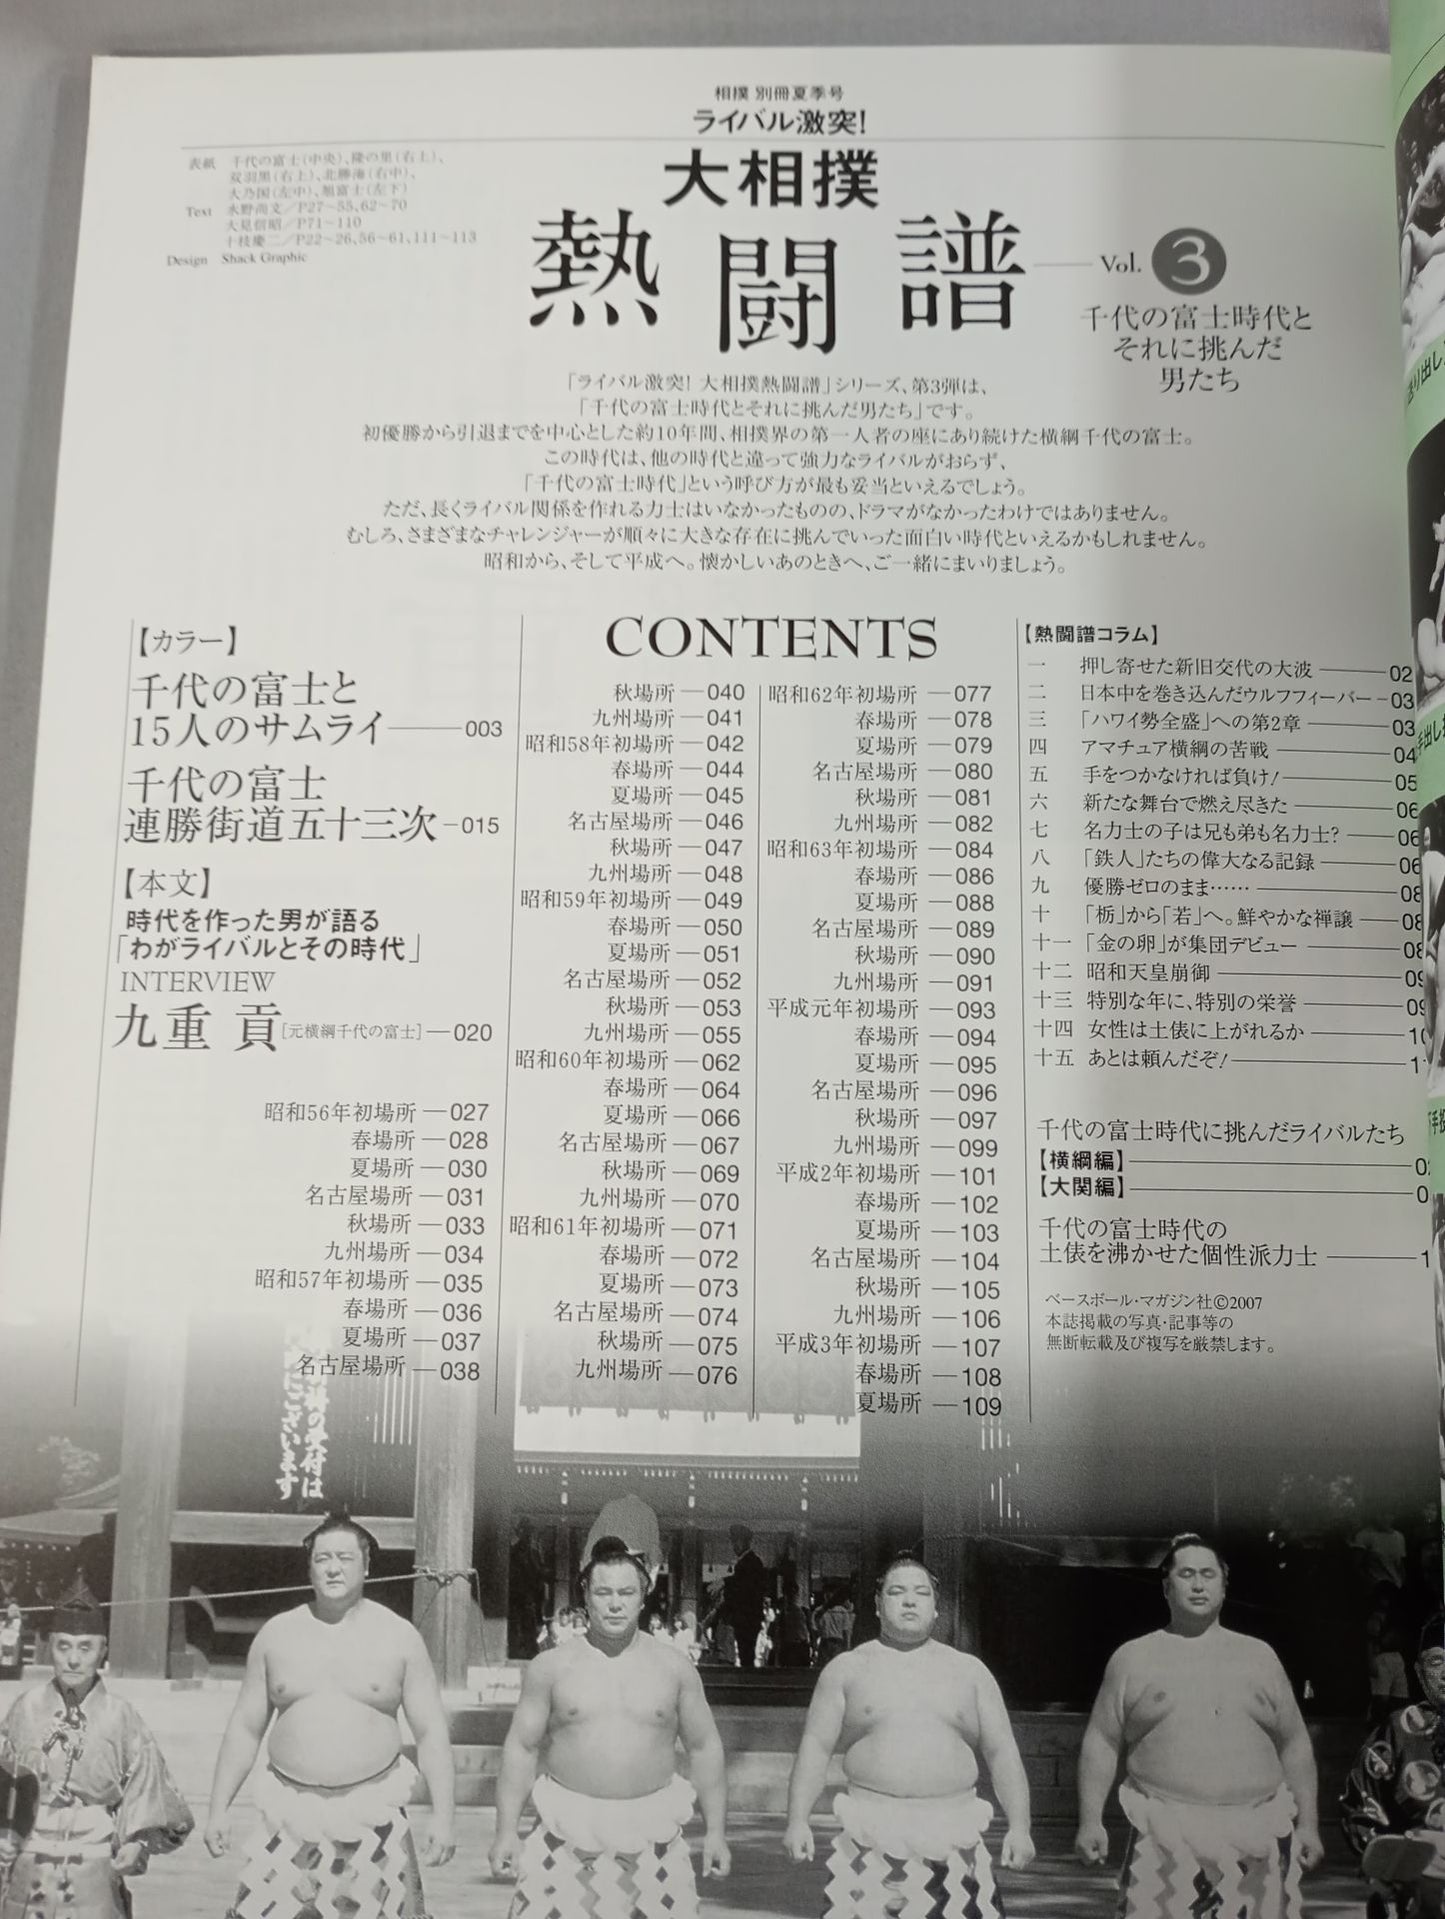 相撲 別冊夏季号
ライバル激突!
大相撲
熱闘譜
Vol. 3
千代の富士時代と
それに挑んだ
男たち
表紙 千代の富士(中央)、隆の里(右上)、
双羽黒(右上)、北勝海(右中)、
大乃国(左中)、旭富士(左下)
Text 水野尚文/P27~55、62~70
大見信昭/P71~110
十枝慶二/P22~26、56~61、111~113
Design Shack Graphic
「ライバル激突! 大相撲熱闘譜」シリーズ、第3弾は、
「千代の富士時代とそれに挑んだ男たち」です。
初優勝から引退までを中心とした約10年間、相撲界の第一人者の座にあり続けた横綱千代の富士。
この時代は、他の時代と違って強力なライバルがおらず、
「千代の富士時代」という呼び方が最も妥当といえるでしょう。
ただ、長くライバル関係を作れる力士はいなかったものの、ドラマがなかったわけではありません。
むしろ、さまざまなチャレンジャーが順々に大きな存在に挑んでいった面白い時代といえるかもしれません。
昭和から、そして平成へ。懐かしいあのときへ、ご一緒にまいりましょう。
CONTENTS
【カラー】
千代の富士と
15人のサムライ 003
千代の富士
連勝街道五十三次 015
【本文】
時代を作った男が語る
「わがライバルとその時代」
INTERVIEW
九重 貢[元横綱千代の富士] 020
昭和56年初場所 027
春場所 028
夏場所 030
名古屋場所 031
秋場所 033
九州場所 034
昭和57年初場所 035
春場所 036
夏場所 037
名古屋場所 038
秋場所 040
九州場所 041
昭和58年初場所 042
春場所 044
夏場所 045
名古屋場所 046
秋場所 047
九州場所 048
昭和59年初場所 049
春場所 050
夏場所 051
名古屋場所 052
秋場所 053
九州場所 055
昭和60年初場所 062
春場所 064
夏場所 066
名古屋場所 067
秋場所 069
九州場所 070
昭和61年初場所 071
春場所 072
夏場所 073
名古屋場所 074
秋場所 075
九州場所 076
昭和62年初場所 077
春場所 078
夏場所 079
名古屋場所 080
秋場所 081
九州場所 082
昭和63年初場所 084
春場所 086
夏場所 088
名古屋場所 089
秋場所 090
九州場所 091
平成元年初場所 093
春場所 094
夏場所 095
名古屋場所 096
秋場所 097
九州場所 099
平成2年初場所 101
春場所 102
夏場所 103
名古屋場所 104
秋場所 105
九州場所 106
平成3年初場所 107
春場所 108
夏場所 109
【熱闘譜コラム】
一 押し寄せた新旧交代の大波 02
二 日本中を巻き込んだウルフフィーバー 03
三 「ハワイ勢全盛」への第2章 03
四 アマチュア横綱の苦戦 04
五 手をつかなければ負け! 05
六 新たな舞台で燃え尽きた 06
七 名力士の子は兄も弟も名力士? 06
八 「鉄人」たちの偉大なる記録 06
九 優勝ゼロのまま…… 08
十 「栃」から「若」へ。鮮やかな禅譲 08
十一 「金の卵」が集団デビュー 08
十二 昭和天皇崩御 09
十三 特別な年に、特別の栄誉 09
十四 女性は土俵に上がれるか 10
十五 あとは頼んだぞ! 1
千代の富士時代に挑んだライバルたち
【横綱編】 02
【大関編】 0
千代の富士時代の
土俵を沸かせた個性派力士 1
ベースボール・マガジン社©2007
本誌掲載の写真・記事等の
無断転載及び複写を厳禁します。
の受付は
にございます